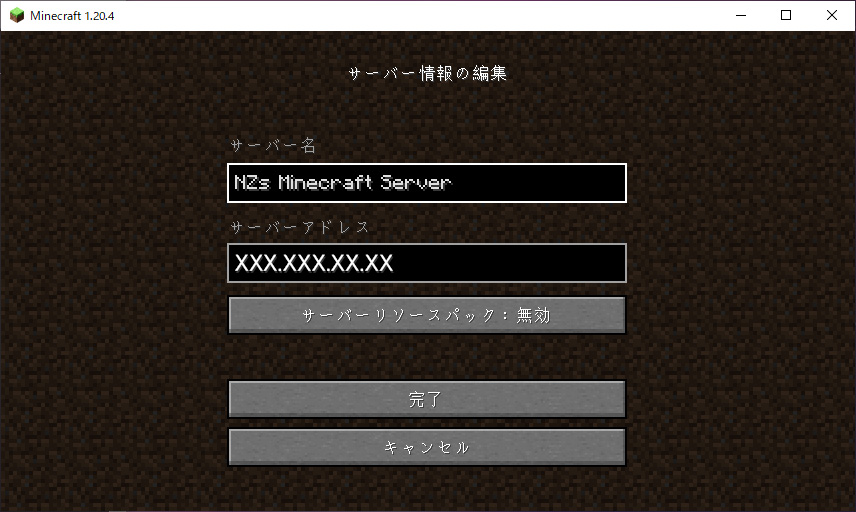 Minecraft 1.20.4
サーバー情報の編集
サーバー名
NZs Minecraft Server
サーバーアドレス
XXX.XXX.XX.XX
サーバーリソースパック：無効
完了
キャンセル